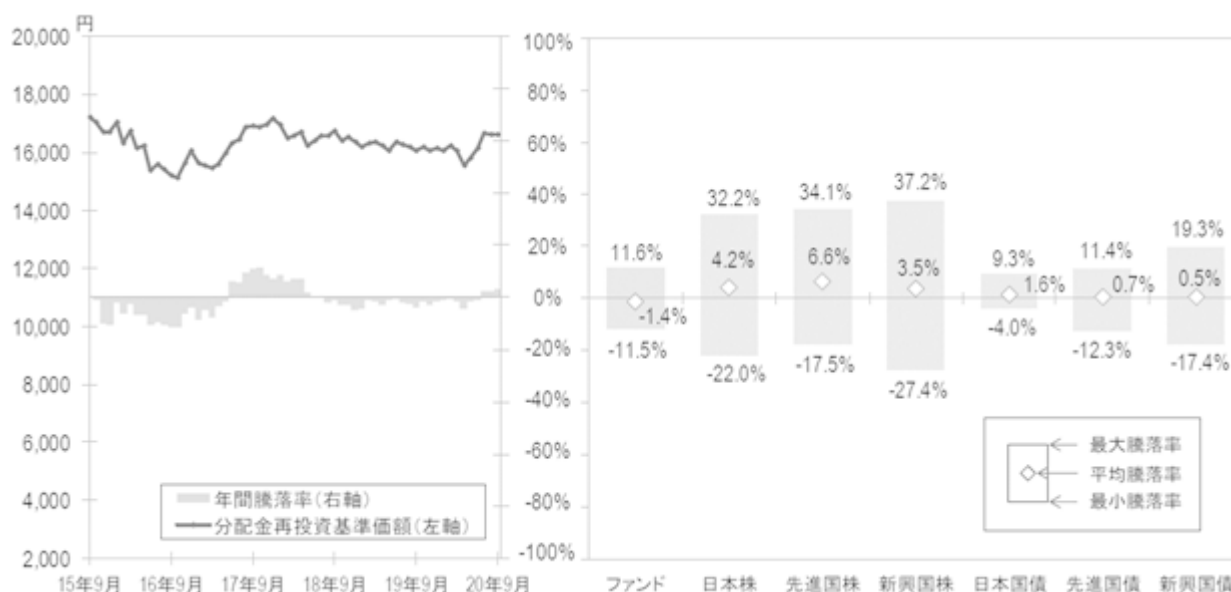 円
20,000
18,000
16,000
14,000
12,000
10,000
8,000
6,000
4,000
2,000
100%
80%
60%
40%
20%
0%
-20%
-40%
-60%
-80%
-100%
年間騰落率(右軸)
分配金再投資基準価額(左軸)
15年9月 16年9月 17年9月 18年9月 19年9月 20年9月
11.6% 32.2% 34.1% 37.2% 9.3% 11.4% 19.3%
-1.4% 4.2% 6.6% 3.5% 1.6% 0.7% 0.5%
-11.5% -22.0% -17.5% -27.4% -4.0% -12.3% -17.4%
最大騰落率
平均騰落率
最小騰落率
ファンド 日本株 先進国株 新興国株 日本国債 先進国債 新興国債